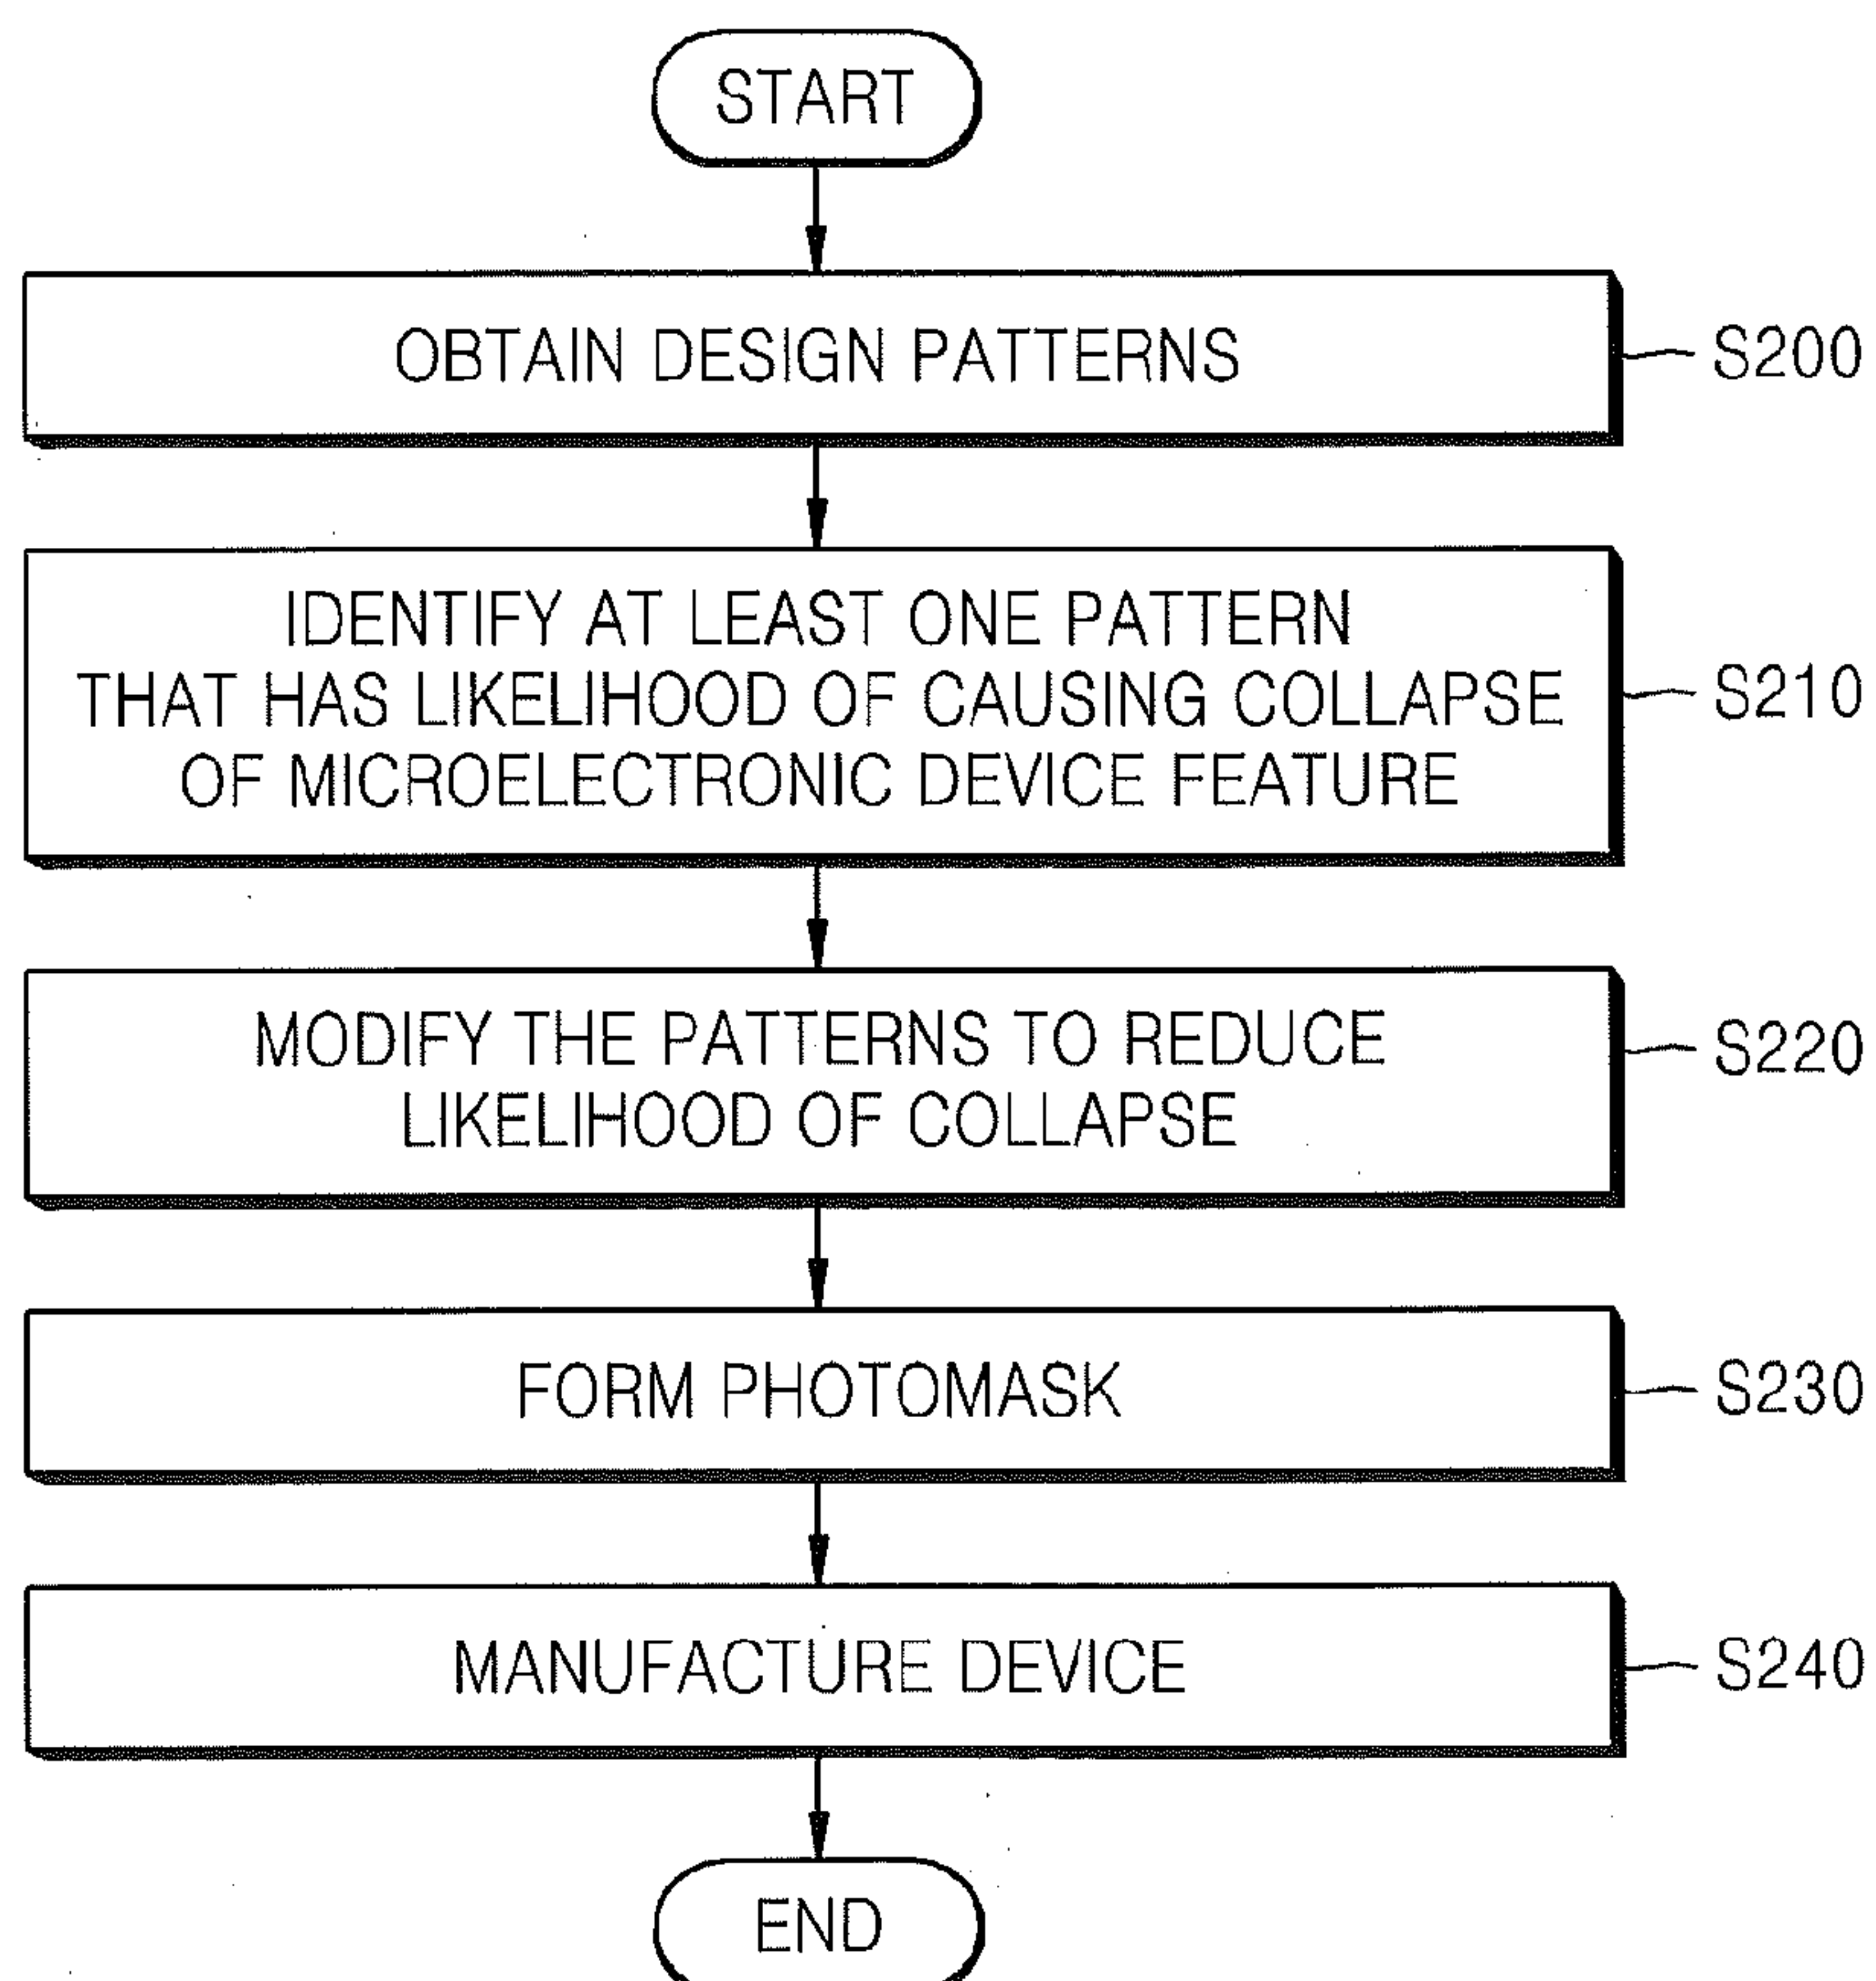 START
OBTAIN DESIGN PATTERNS
S200
IDENTIFY AT LEAST ONE PATTERN
THAT HAS LIKELIHOOD OF CAUSING COLLAPSE
OF MICROELECTRONIC DEVICE FEATURE
S210
MODIFY THE PATTERNS TO REDUCE
LIKELIHOOD OF COLLAPSE
S220
FORM PHOTOMASK
S230
MANUFACTURE DEVICE
S240
END